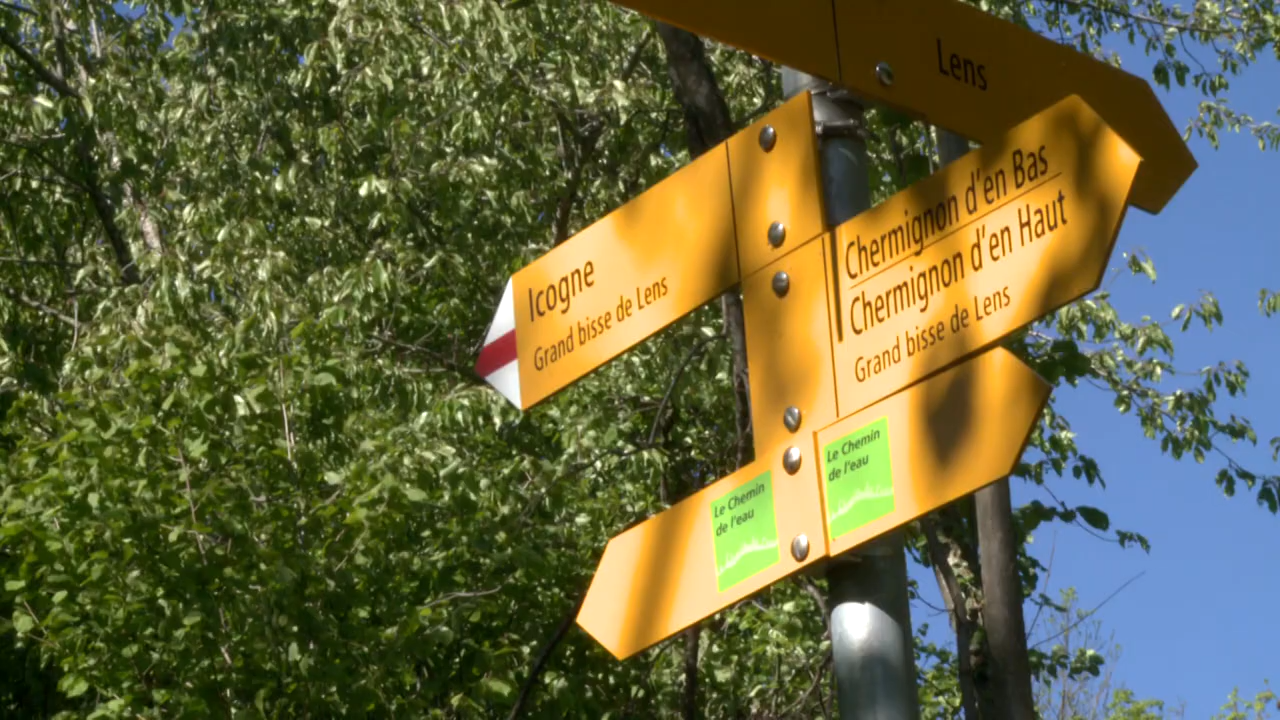 Lens
Icogne
Grand bisse de Lens
Chermignon d'en Bas
Chermignon d'en Haut
Grand bisse de Lens
Le Chemin
de l'eau
Le Chemin
de l'eau